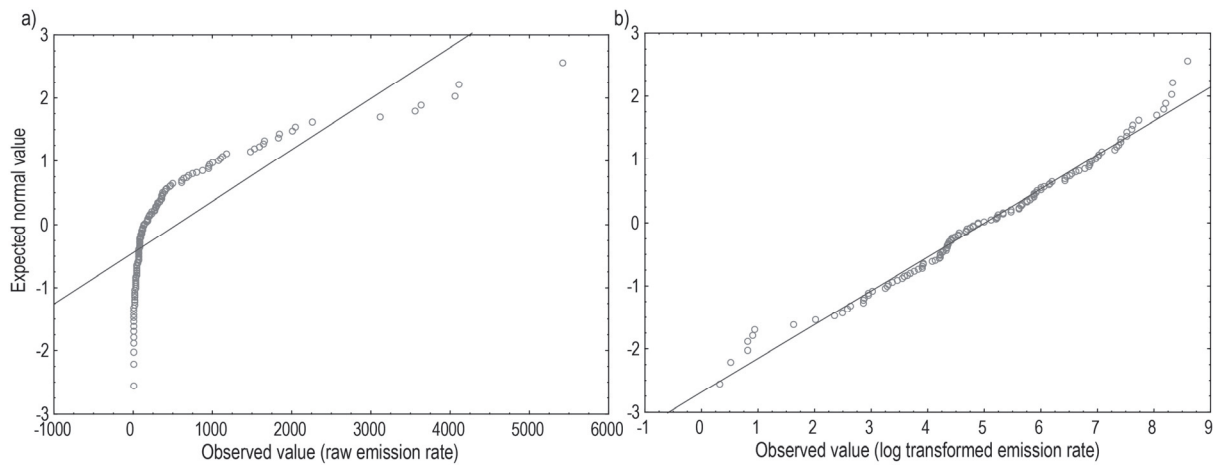 a)
3
2
1
0
-1
-2
-3
Expected normal value
-1000 0 1000 2000 3000 4000 5000 6000
Observed value (raw emission rate)
b)
3
2
1
0
-1
-2
-3
-1 0 1 2 3 4 5 6 7 8 9
Observed value (log transformed emission rate)